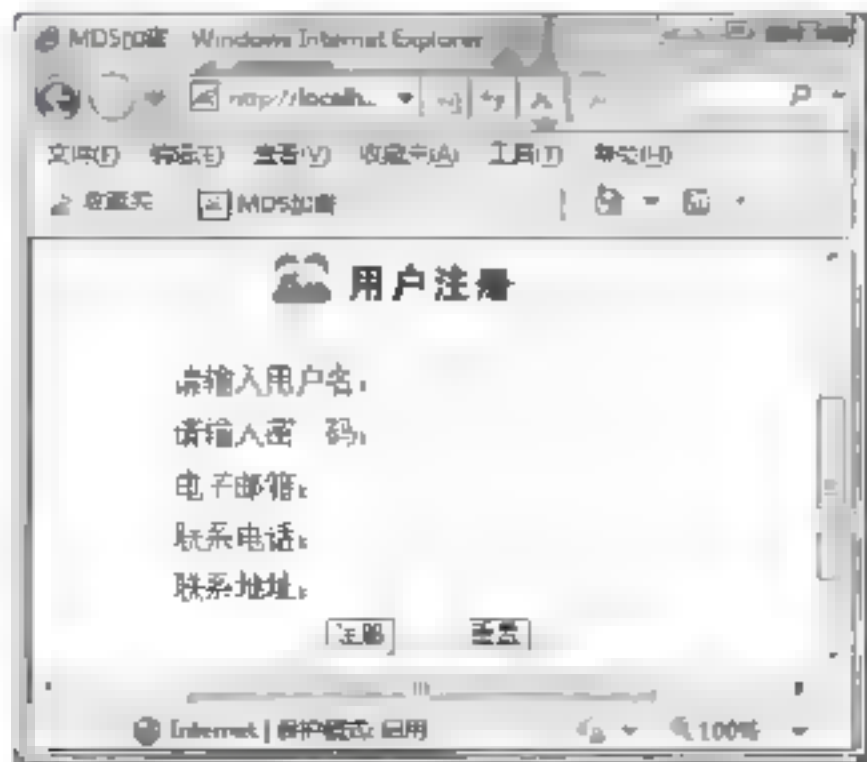 MD5加密 Windows Internet Explorer
http://localh...
文件(F) 编辑(E) 查看(V) 收藏夹(A) 工具(T) 帮助(H)
收藏夹 MD5加密
用户注册
请输入用户名：
请输入密 码：
电子邮箱：
联系电话：
联系地址：
注册 重置
Internet | 保护模式: 启用 100%